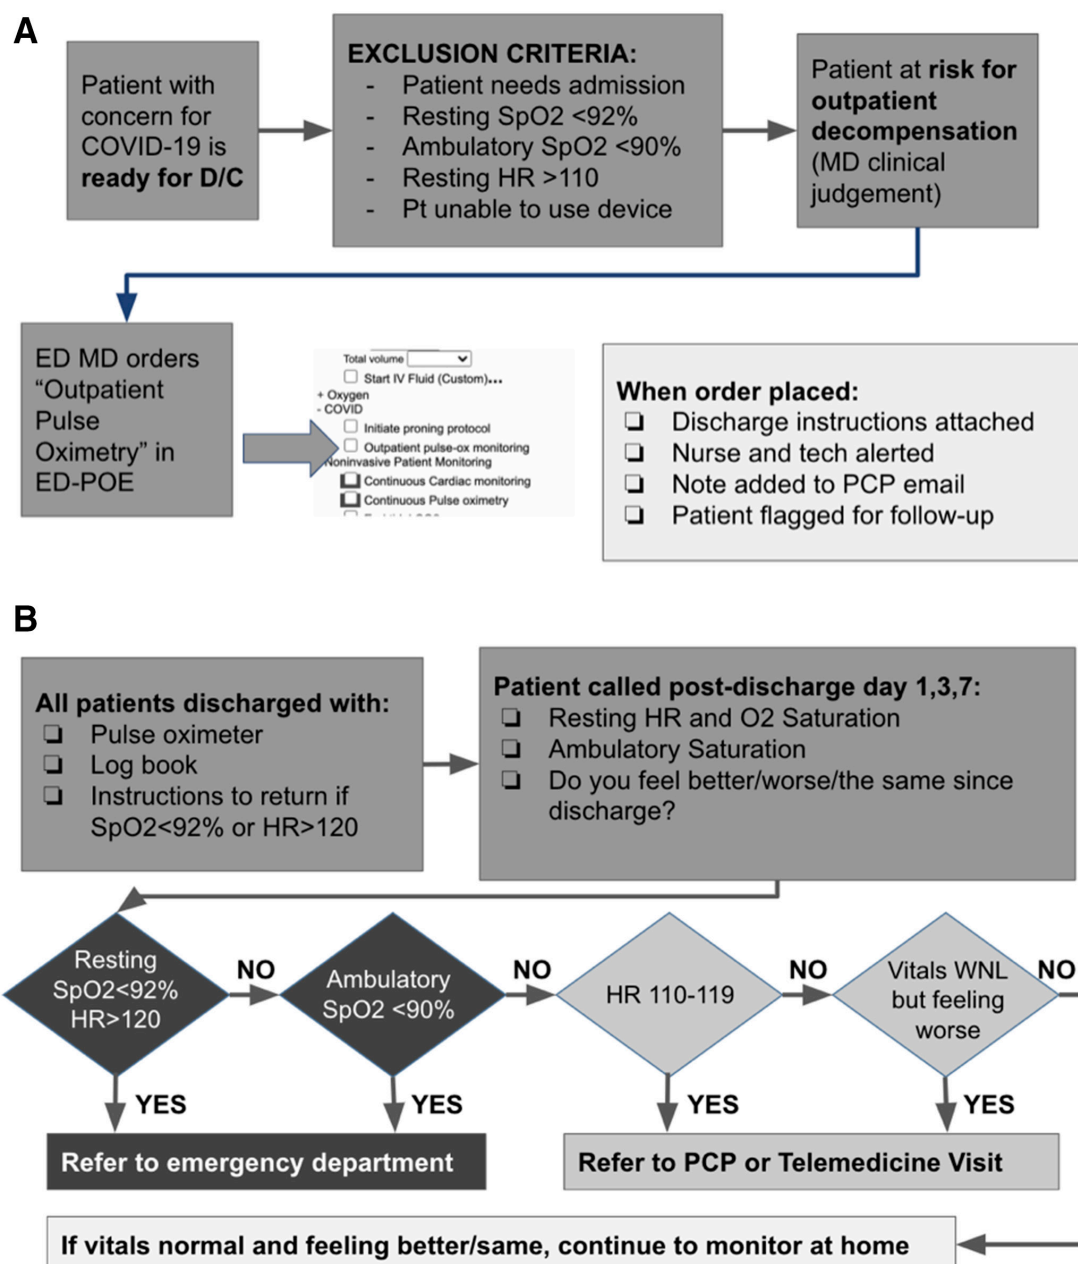 A
Patient with
concern for
COVID-19 is
ready for D/C
EXCLUSION CRITERIA:
- Patient needs admission
- Resting SpO2 <92%
- Ambulatory SpO2 <90%
- Resting HR >110
- Pt unable to use device
Patient at risk for
outpatient
decompensation
(MD clinical
judgement)
ED MD orders
“Outpatient
Pulse
Oximetry” in
ED-POE
Total volume
Start IV Fluid (Custom)...
+ Oxygen
- COVID
Initiate proning protocol
Outpatient pulse-ox monitoring
Noninvasive Patient Monitoring
Continuous Cardiac monitoring
Continuous Pulse oximetry
When order placed:
❏ Discharge instructions attached
❏ Nurse and tech alerted
❏ Note added to PCP email
❏ Patient flagged for follow-up
B
All patients discharged with:
❏ Pulse oximeter
❏ Log book
❏ Instructions to return if
SpO2<92% or HR>120
Patient called post-discharge day 1,3,7:
❏ Resting HR and O2 Saturation
❏ Ambulatory Saturation
❏ Do you feel better/worse/the same since
discharge?
Resting
SpO2<92%
HR>120
NO
Ambulatory
SpO2 <90%
NO
HR 110-119
NO
Vitals WNL
but feeling
worse
NO
YES
YES
YES
YES
Refer to emergency department
Refer to PCP or Telemedicine Visit
If vitals normal and feeling better/same, continue to monitor at home